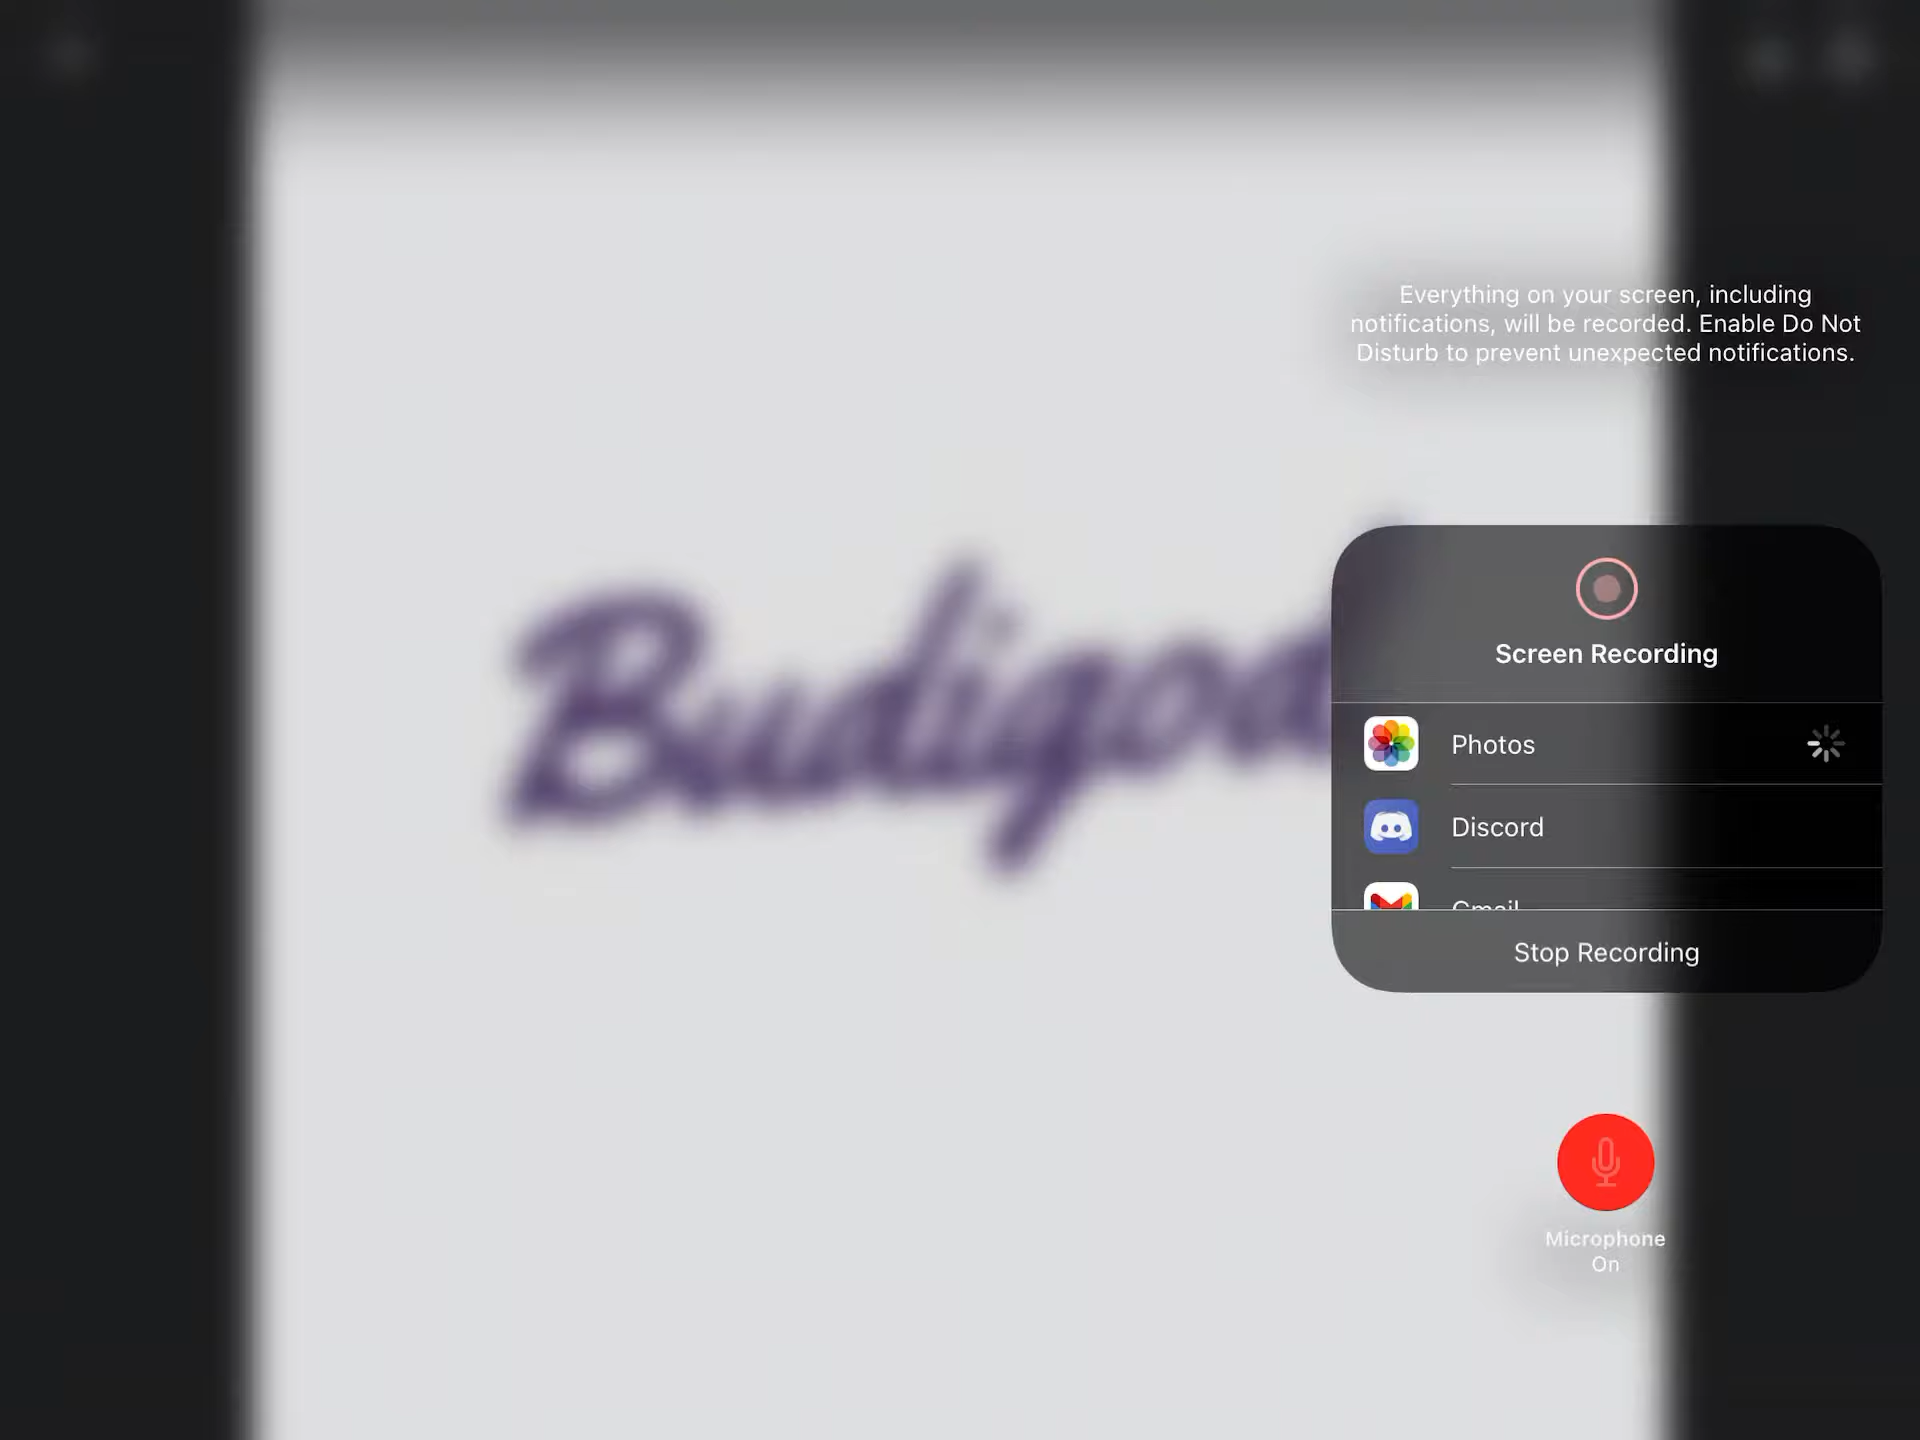 Everything on your screen, including
notifications, will be recorded. Enable Do Not
Disturb to prevent unexpected notifications.
Screen Recording
Photos
Discord
Gmail
Stop Recording
Microphone
On